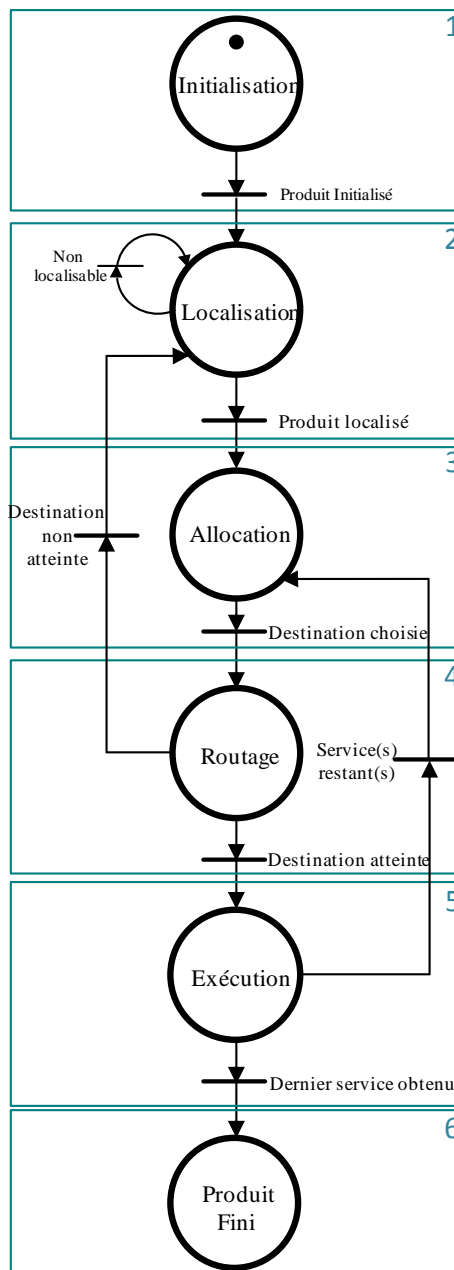 1
Initialisation
Produit Initialisé
2
Non
localisable
Localisation
Produit localisé
3
Destination
non
atteinte
Allocation
Destination choisie
4
Routage
Service(s)
restant(s)
Destination atteinte
5
Exécution
Dernier service obtenu
6
Produit
Fini